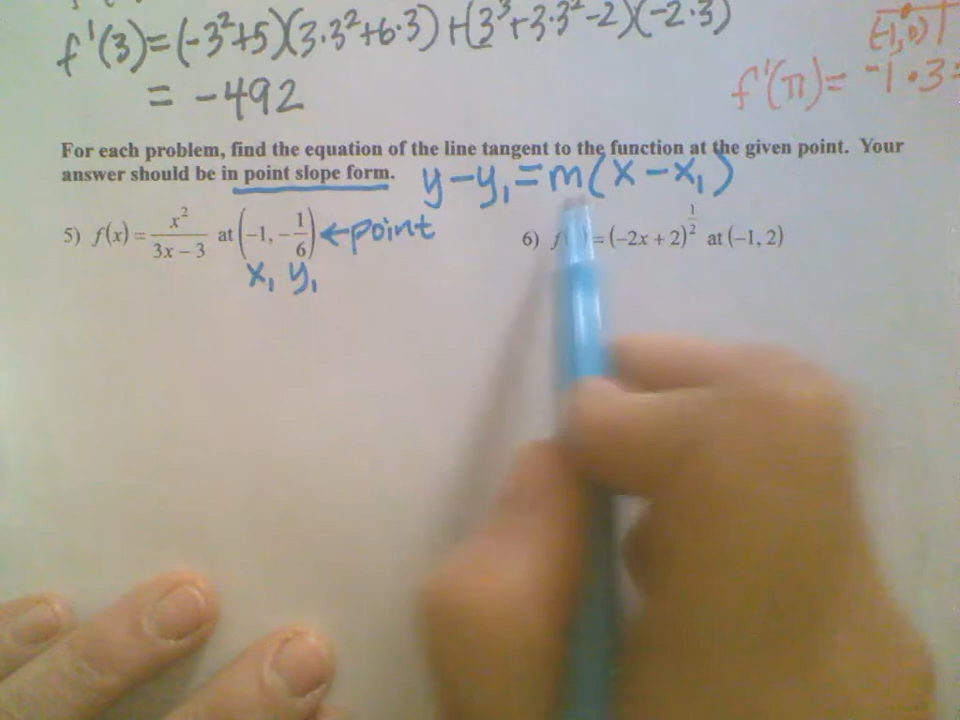 f'(3)=(-3²+5)(3·3²+6·3)+(3³+3·3²-2)(-2·3)
= -492
(-1,0)
f'(π)= -1·3=
For each problem, find the equation of the line tangent to the function at the given point. Your
answer should be in point slope form. y-y₁=m(x-x₁)
5) f(x)= x²/(3x-3) at (-1, -1/6) ←point
x₁ y₁
6) f( )=(-2x+2)^(1/2) at (-1, 2)